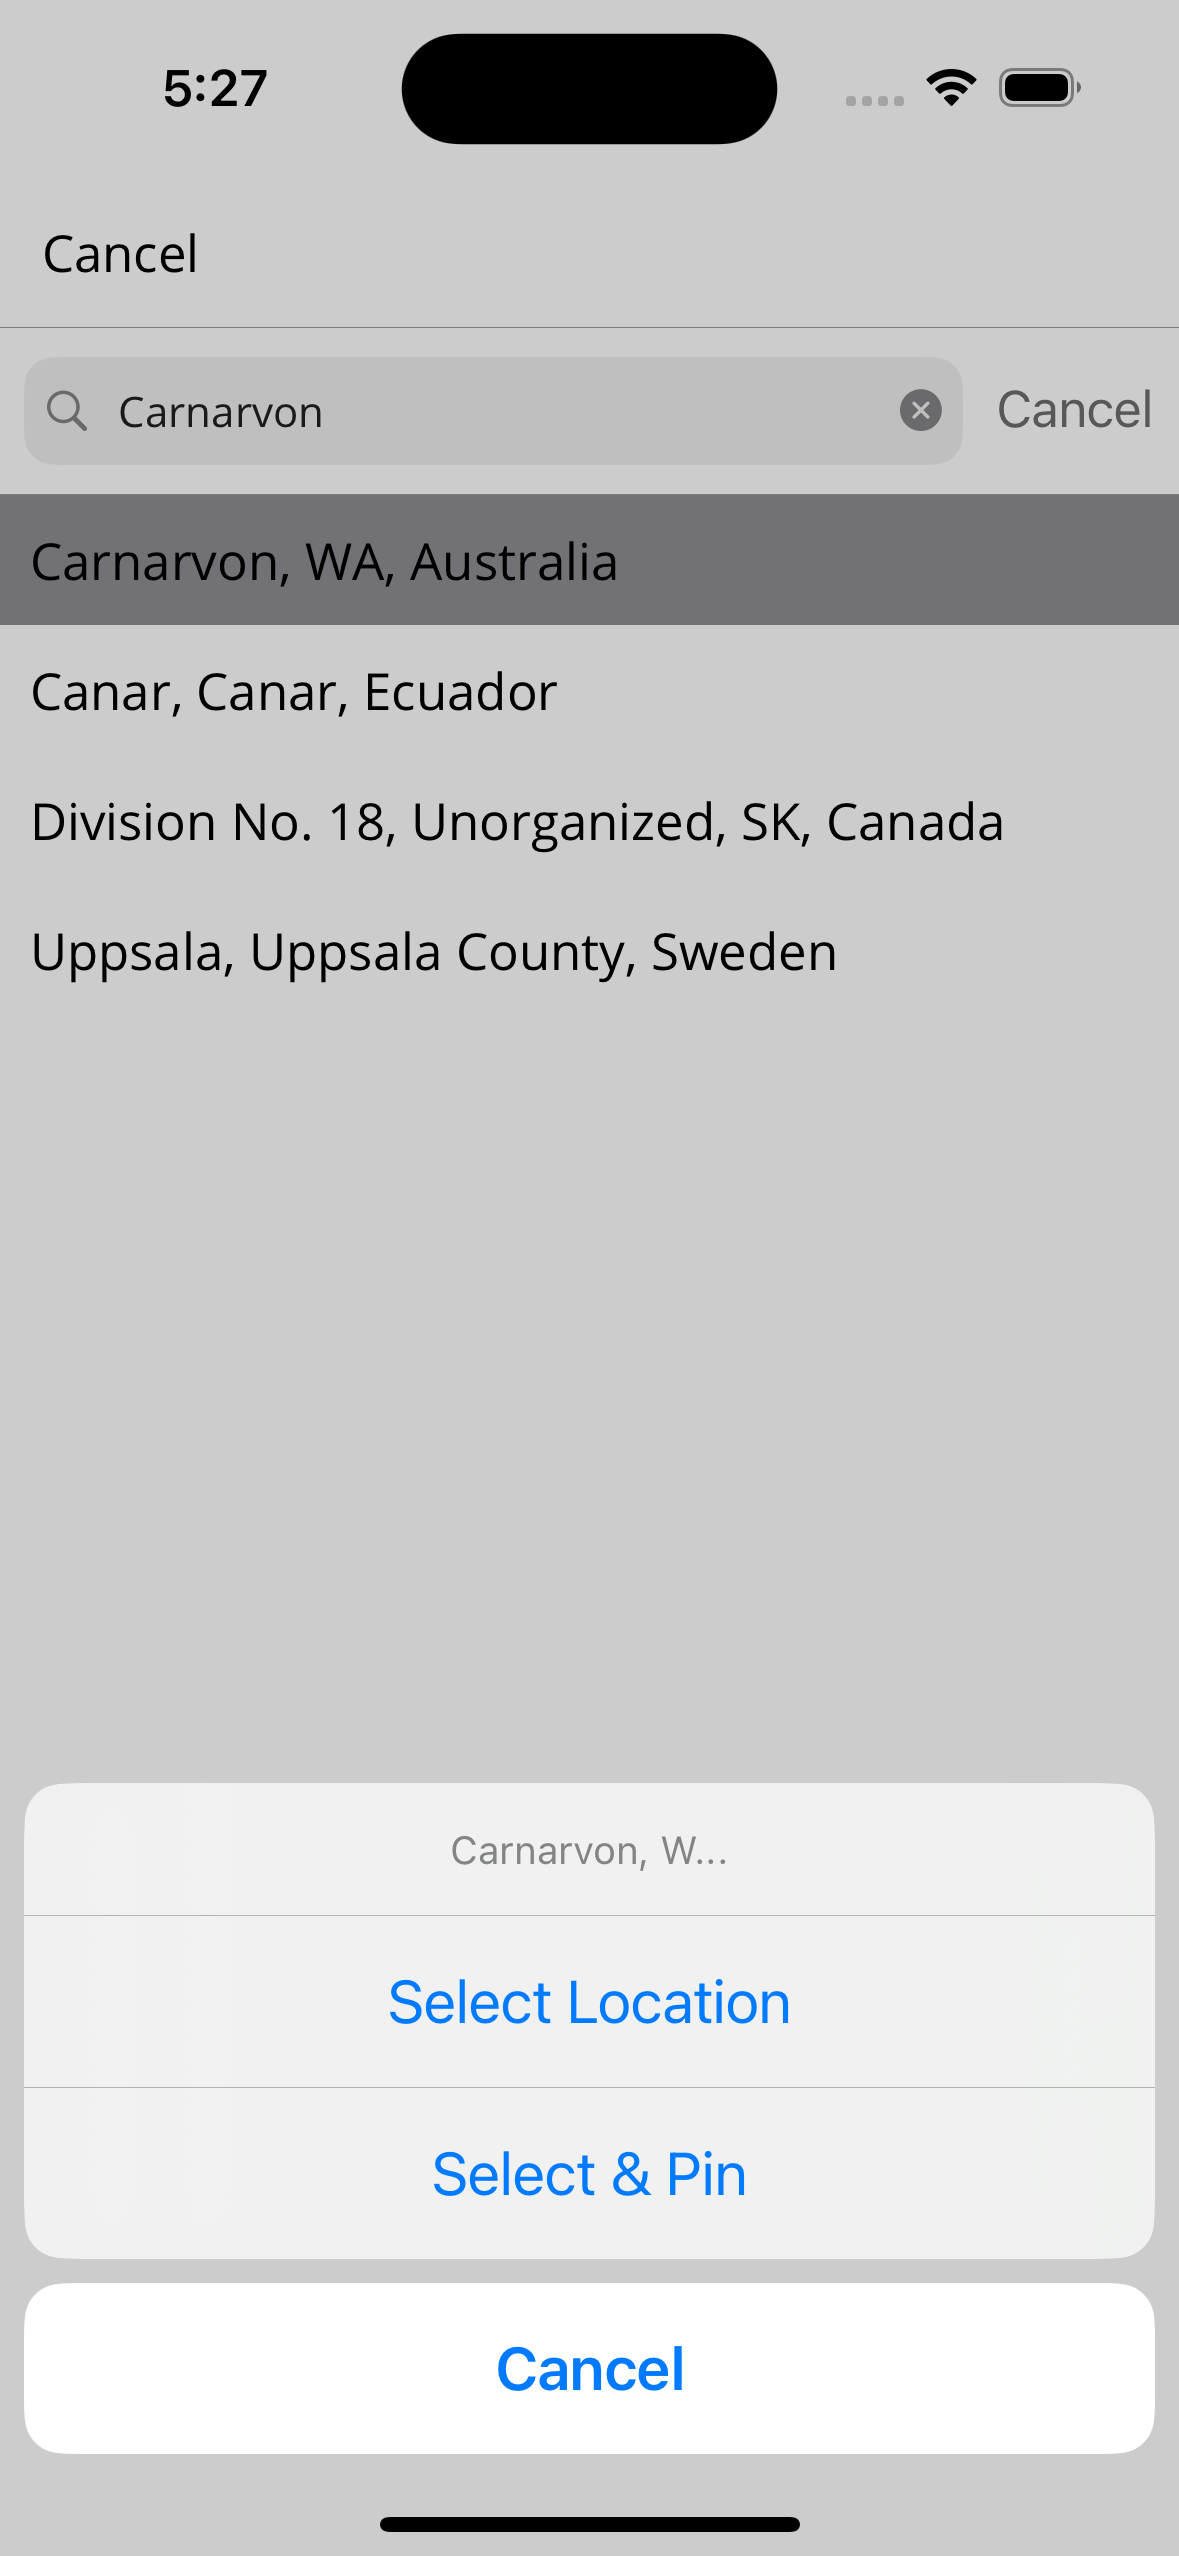 5:27
Cancel
Carnarvon
Cancel
Carnarvon, WA, Australia
Canar, Canar, Ecuador
Division No. 18, Unorganized, SK, Canada
Uppsala, Uppsala County, Sweden
Carnarvon, W...
Select Location
Select & Pin
Cancel